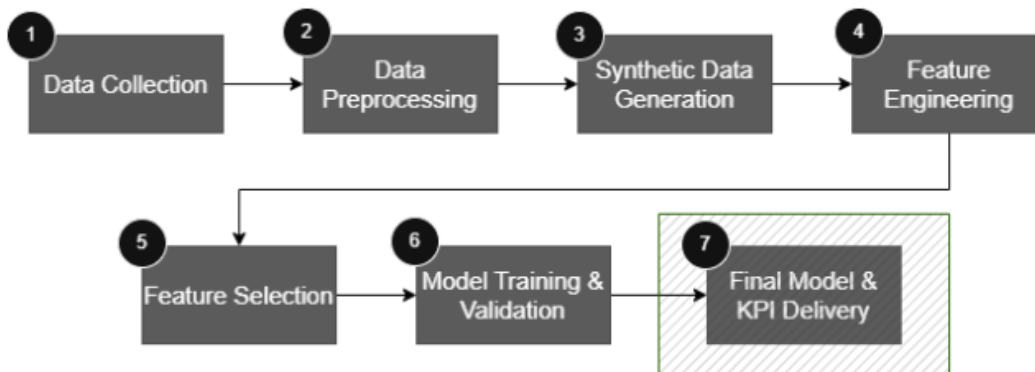 1
Data Collection
2
Data
Preprocessing
3
Synthetic Data
Generation
4
Feature
Engineering
5
Feature Selection
6
Model Training &
Validation
7
Final Model &
KPI Delivery